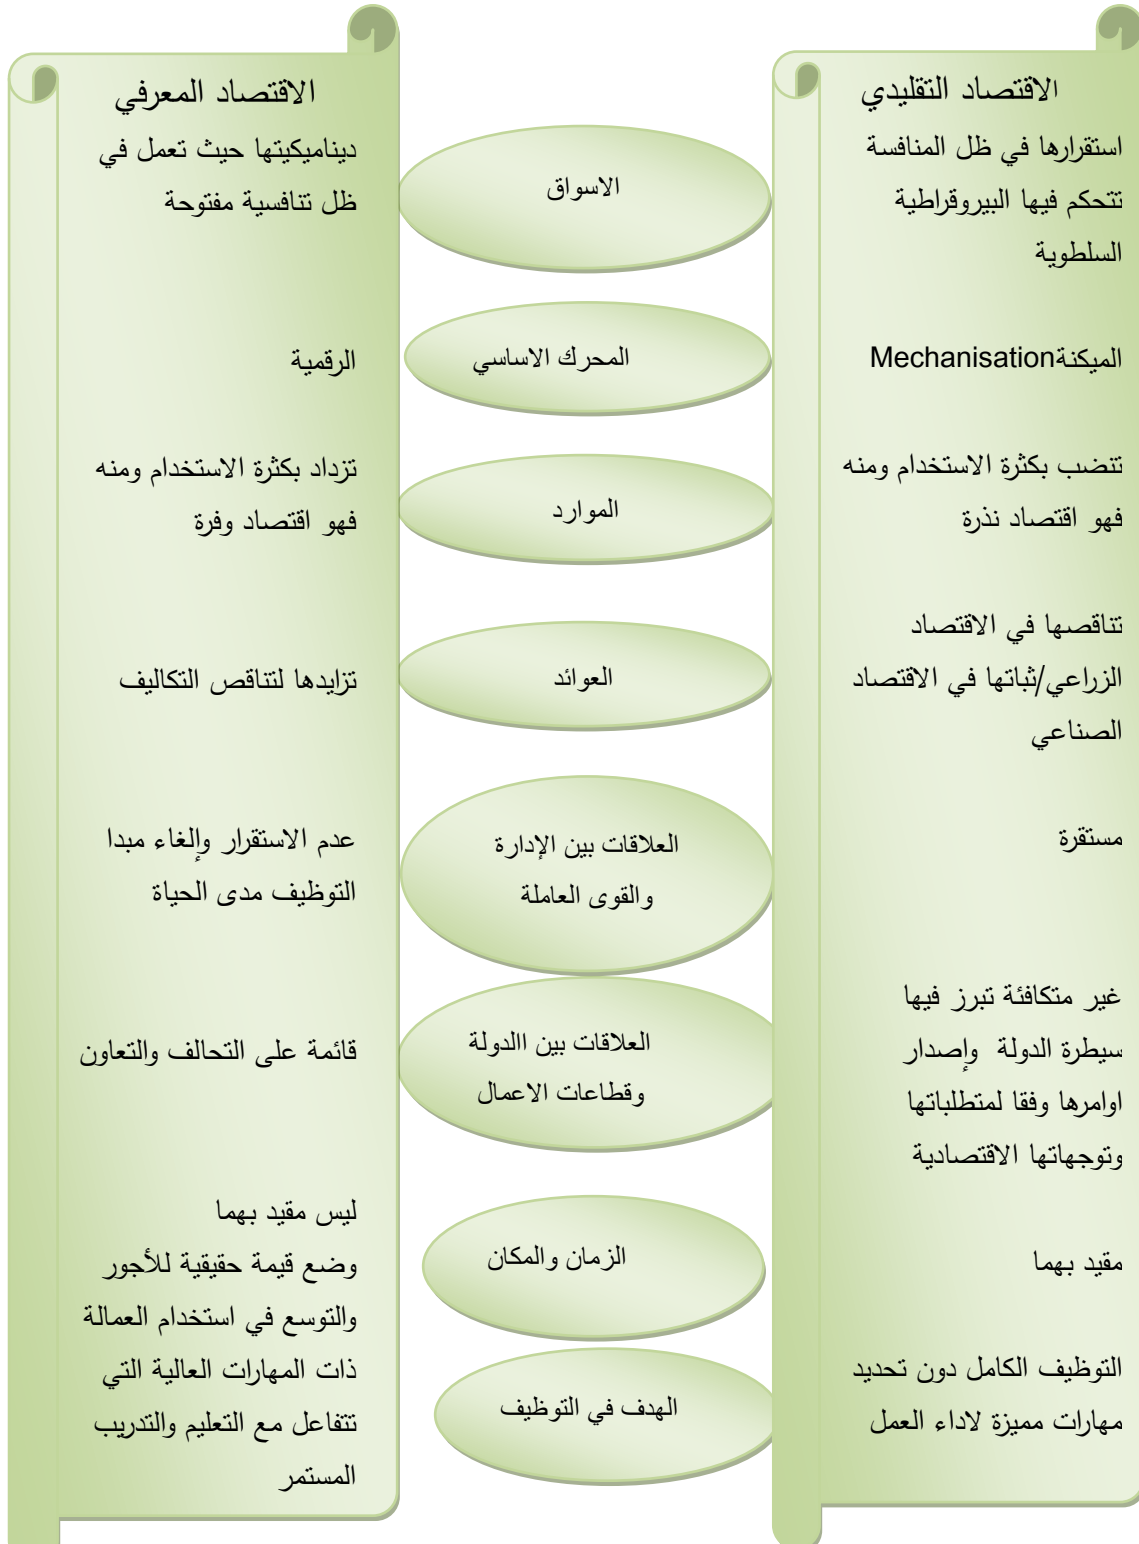 الاقتصاد التقليدي
استقرارها في ظل المنافسة
تتحكم فيها البيروقراطية
السلطوية
الميكنةMechanisation
تنضب بكثرة الاستخدام ومنه
فهو اقتصاد نذرة
تناقصها في الاقتصاد
الزراعي/ثباتها في الاقتصاد
الصناعي
مستقرة
غير متكافئة تبرز فيها
سيطرة الدولة وإصدار
اوامرها وفقا لمتطلباتها
وتوجهاتها الاقتصادية
مقيد بهما
التوظيف الكامل دون تحديد
مهارات مميزة لاداء العمل
الاسواق
المحرك الاساسي
الموارد
العوائد
العلاقات بين الإدارة
والقوى العاملة
العلاقات بين االدولة
وقطاعات الاعمال
الزمان والمكان
الهدف في التوظيف
الاقتصاد المعرفي
ديناميكيتها حيث تعمل في
ظل تنافسية مفتوحة
الرقمية
تزداد بكثرة الاستخدام ومنه
فهو اقتصاد وفرة
تزايدها لتناقص التكاليف
عدم الاستقرار وإلغاء مبدا
التوظيف مدى الحياة
قائمة على التحالف والتعاون
ليس مقيد بهما
وضع قيمة حقيقية للأجور
والتوسع في استخدام العمالة
ذات المهارات العالية التي
تتفاعل مع التعليم والتدريب
المستمر